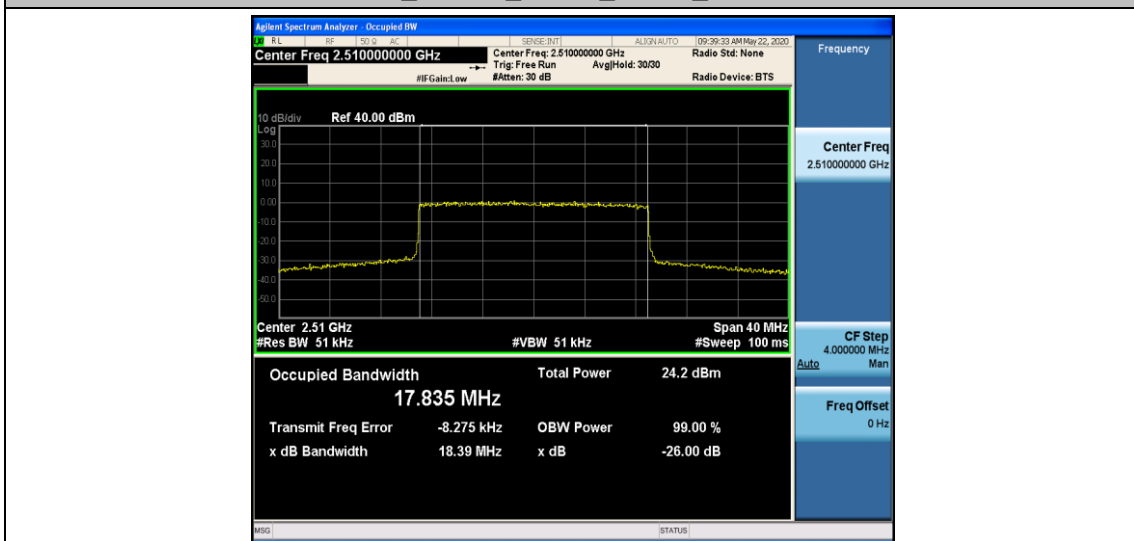 Agilent Spectrum Analyzer - Occupied BW
RL RF 50 Ω AC SENSE:INT ALIGN AUTO 09:39:33 AM May 22, 2020
Center Freq 2.510000000 GHz
Center Freq: 2.510000000 GHz
Radio Std: None
Trig: Free Run Avg|Hold: 30/30
#IFGain:Low
#Atten: 30 dB
Radio Device: BTS
Frequency
10 dB/div Ref 40.00 dBm
Log
30.0
20.0
10.0
0.00
-10.0
-20.0
-30.0
-40.0
-50.0
Center 2.51 GHz
Span 40 MHz
#Res BW 51 kHz
#VBW 51 kHz
#Sweep 100 ms
Center Freq
2.510000000 GHz
CF Step
4.000000 MHz
Auto Man
Freq Offset
0 Hz
Occupied Bandwidth
17.835 MHz
Total Power 24.2 dBm
Transmit Freq Error -8.275 kHz
OBW Power 99.00 %
x dB Bandwidth 18.39 MHz
x dB -26.00 dB
MSG
STATUS